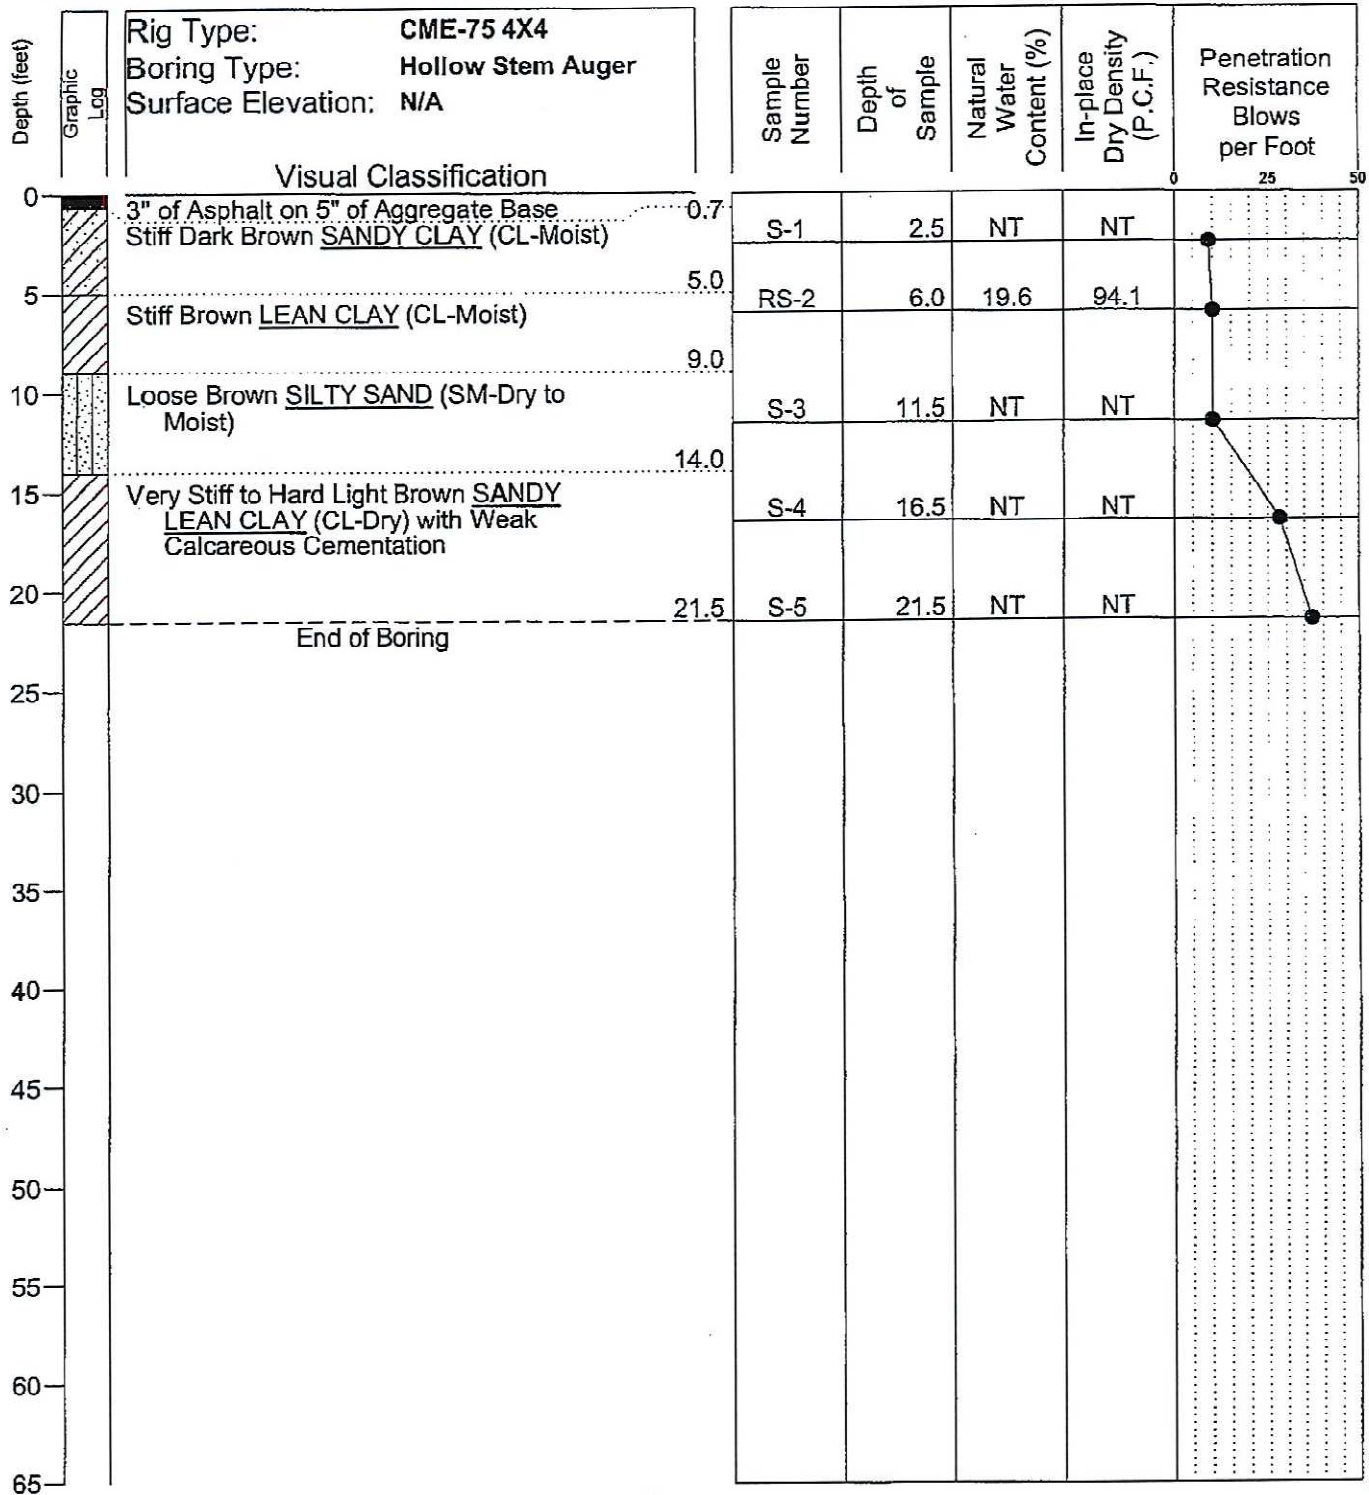 Depth (feet)
Graphic
Log
Rig Type: CME-75 4X4
Boring Type: Hollow Stem Auger
Surface Elevation: N/A
Visual Classification
Sample
Number
Depth
of
Sample
Natural
Water
Content (%)
In-place
Dry Density
(P.C.F.)
Penetration
Resistance
Blows
per Foot
0 25 50
0
3" of Asphalt on 5" of Aggregate Base 0.7
Stiff Dark Brown SANDY CLAY (CL-Moist)
S-1 2.5 NT NT
5.0
5
Stiff Brown LEAN CLAY (CL-Moist)
RS-2 6.0 19.6 94.1
9.0
10
Loose Brown SILTY SAND (SM-Dry to
Moist)
S-3 11.5 NT NT
14.0
15
Very Stiff to Hard Light Brown SANDY
LEAN CLAY (CL-Dry) with Weak
Calcareous Cementation
S-4 16.5 NT NT
20
21.5 S-5 21.5 NT NT
End of Boring
25
30
35
40
45
50
55
60
65